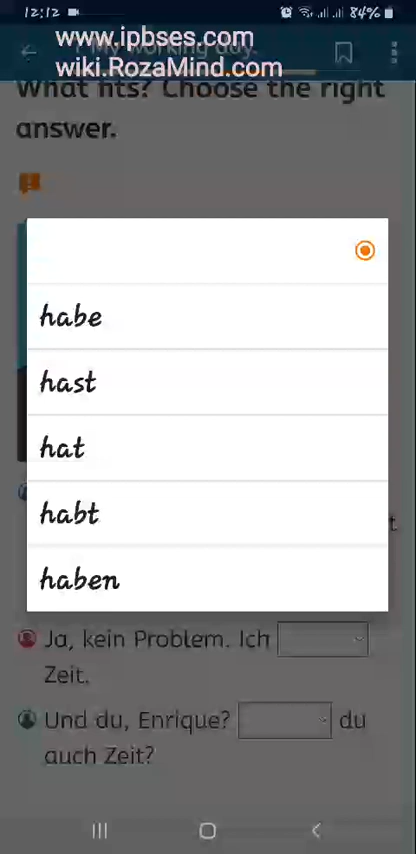 12:12 84%
www.ipbses.com
My working day.
wiki.RozaMind.com
What fits? Choose the right
answer.
habe
hast
hat
habt
haben
t
Ja, kein Problem. Ich
Zeit.
Und du, Enrique? du
auch Zeit?